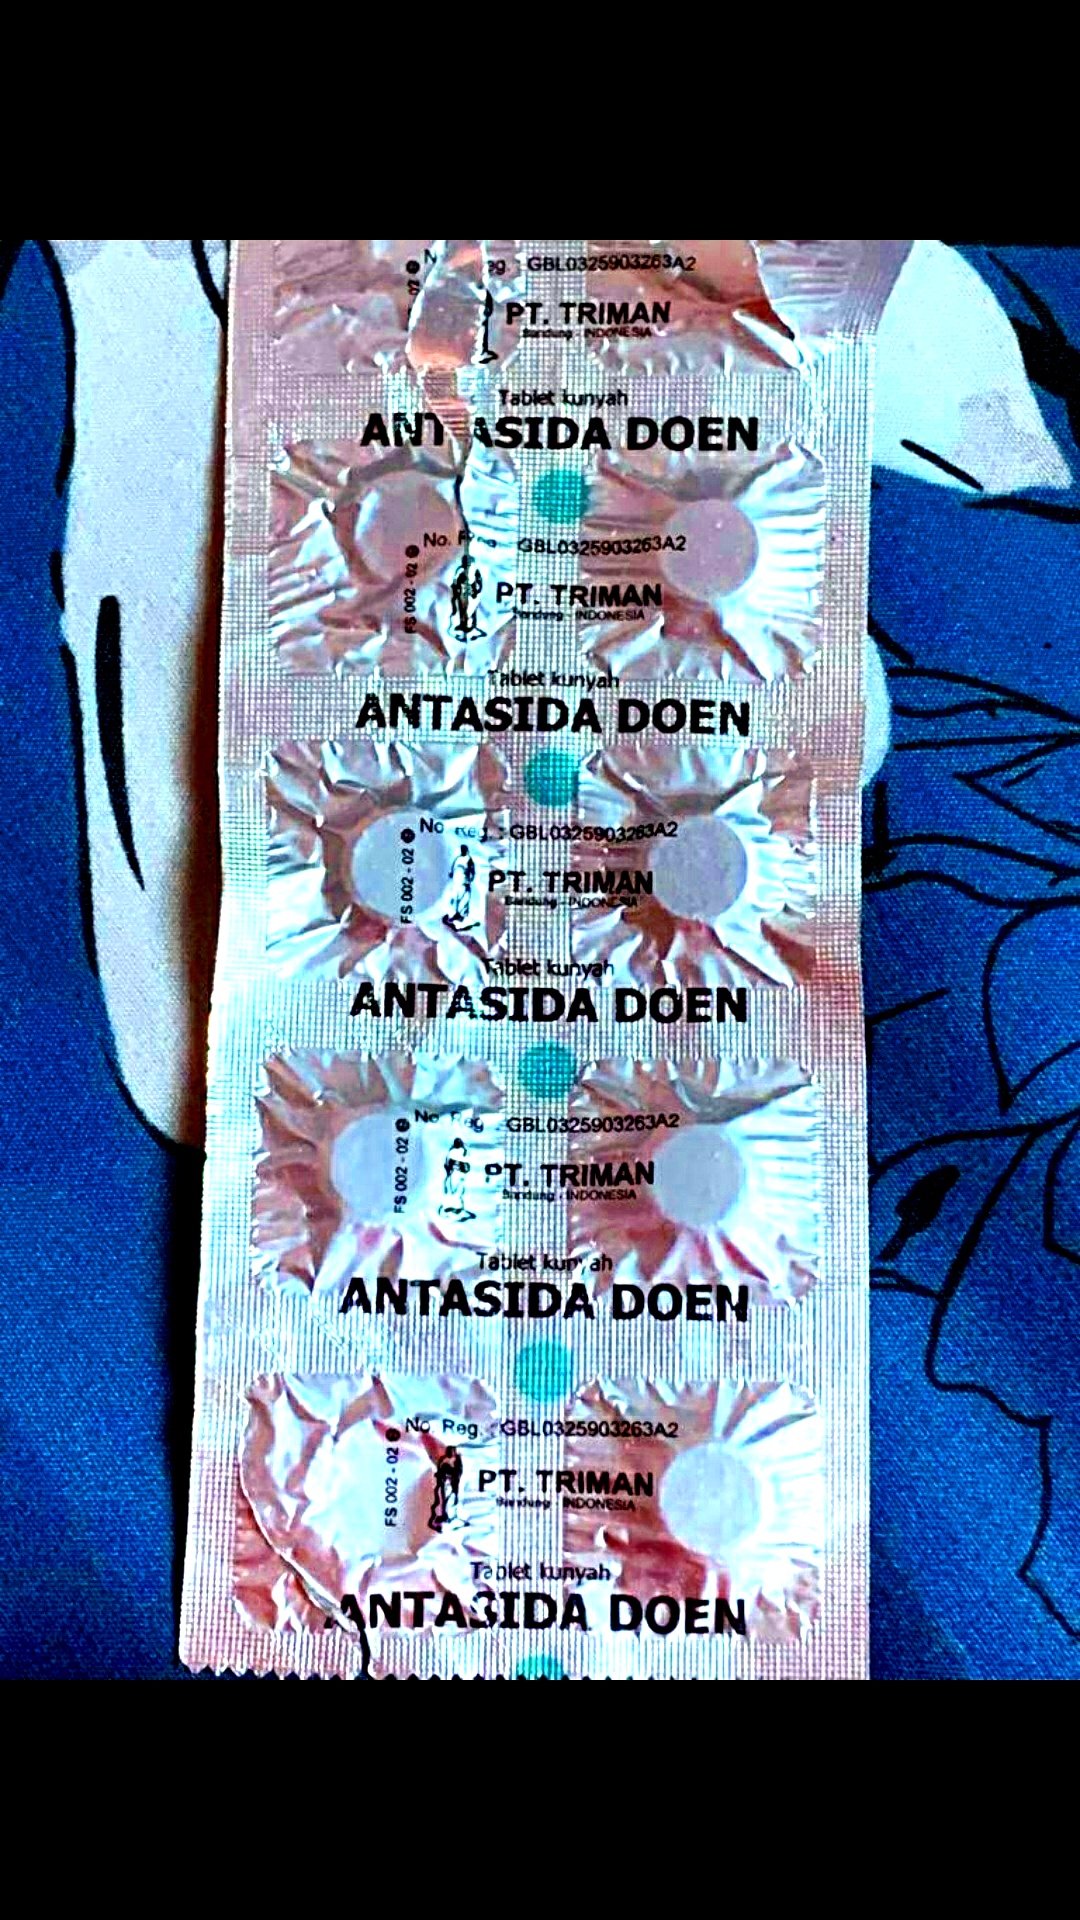 Reg. : GBL0325903263A2
02
PT. TRIMAN
Bandung - INDONESIA
Tablet kunyah
ANTASIDA DOEN
No. Reg. : GBL0325903263A2
FS 002 - 02
PT. TRIMAN
Bandung - INDONESIA
Tablet kunyah
ANTASIDA DOEN
No. Reg. : GBL0325903263A2
FS 002 - 02
PT. TRIMAN
Bandung - INDONESIA
Tablet kunyah
ANTASIDA DOEN
No. Reg. : GBL0325903263A2
FS 002 - 02
PT. TRIMAN
Bandung - INDONESIA
Tablet kunyah
ANTASIDA DOEN
No. Reg. : GBL0325903263A2
FS 002 - 02
PT. TRIMAN
Bandung - INDONESIA
Tablet kunyah
ANTASIDA DOEN